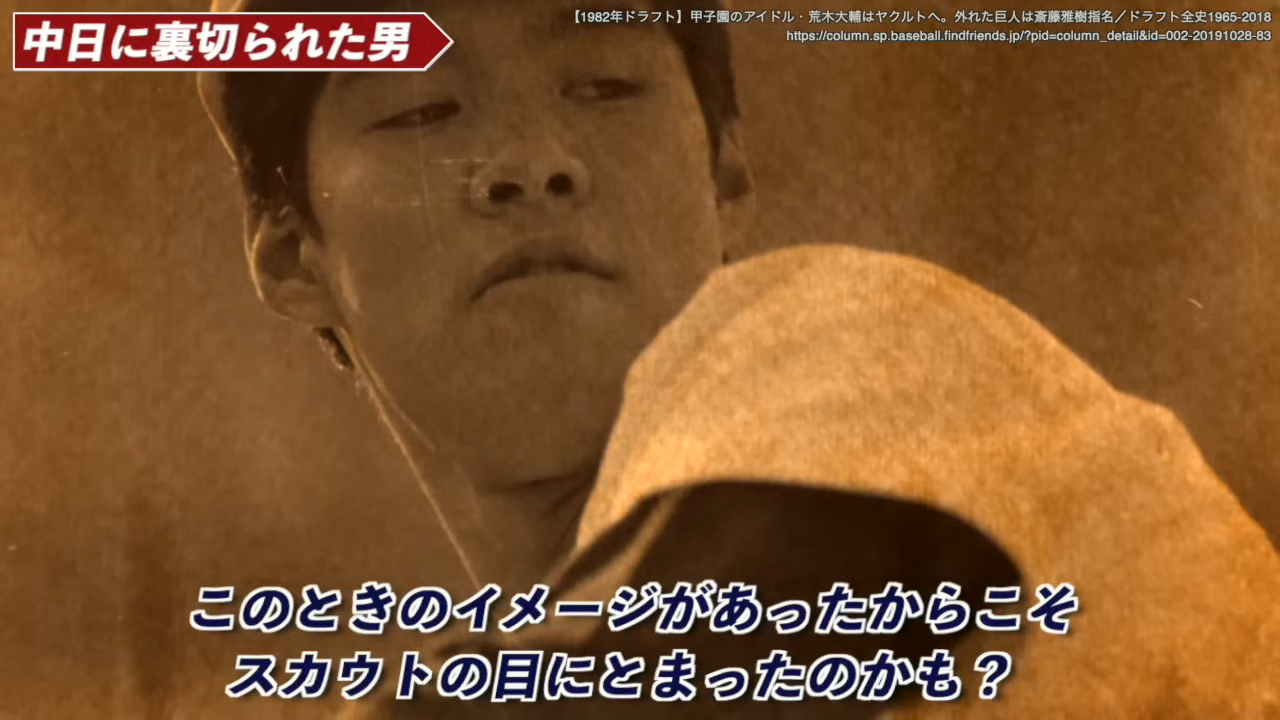 中日に裏切られた男
【1982年ドラフト】甲子園のアイドル・荒木大輔はヤクルトへ。外れた巨人は斎藤雅樹指名／ドラフト全史1965-2018
https://column.sp.baseball.findfriends.jp/?pid=column_detail&id=002-20191028-83
このときのイメージがあったからこそ
スカウトの目にとまったのかも？